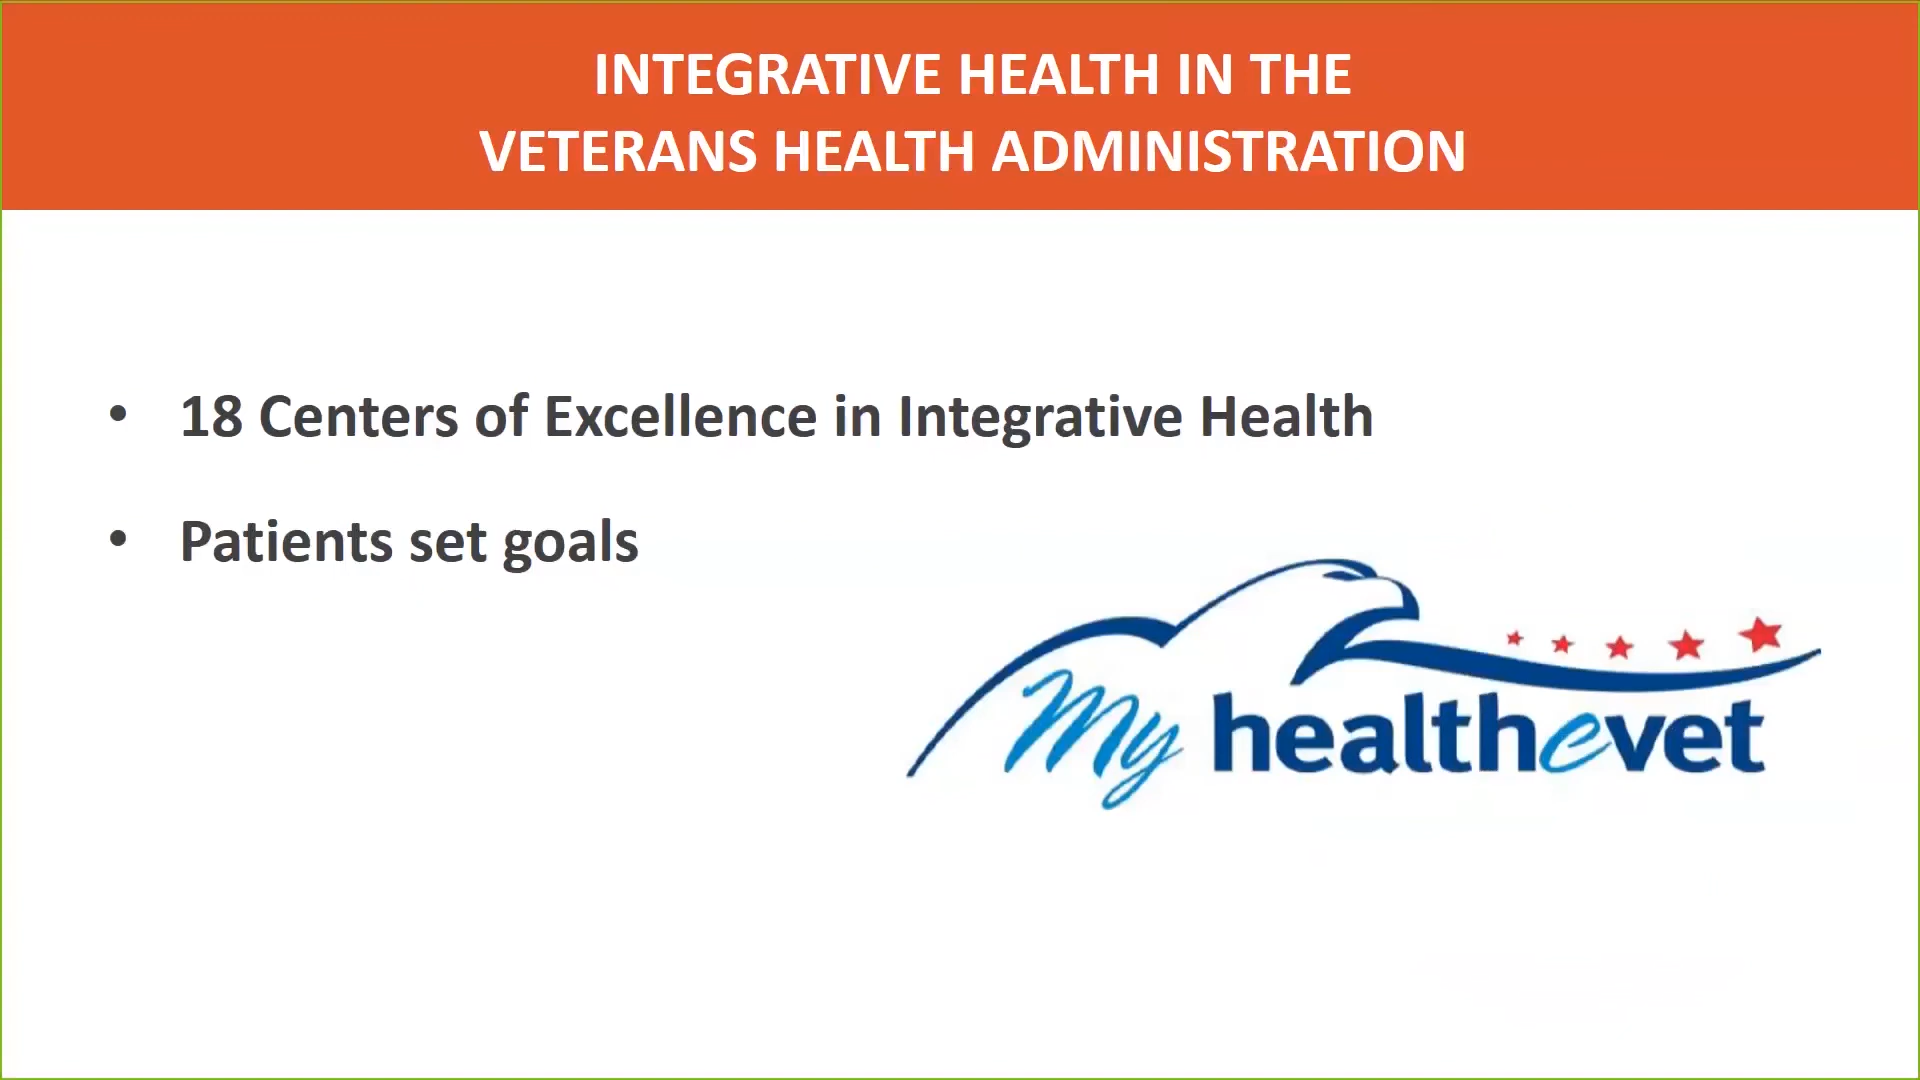 INTEGRATIVE HEALTH IN THE
VETERANS HEALTH ADMINISTRATION
• 18 Centers of Excellence in Integrative Health
• Patients set goals
My healthevet